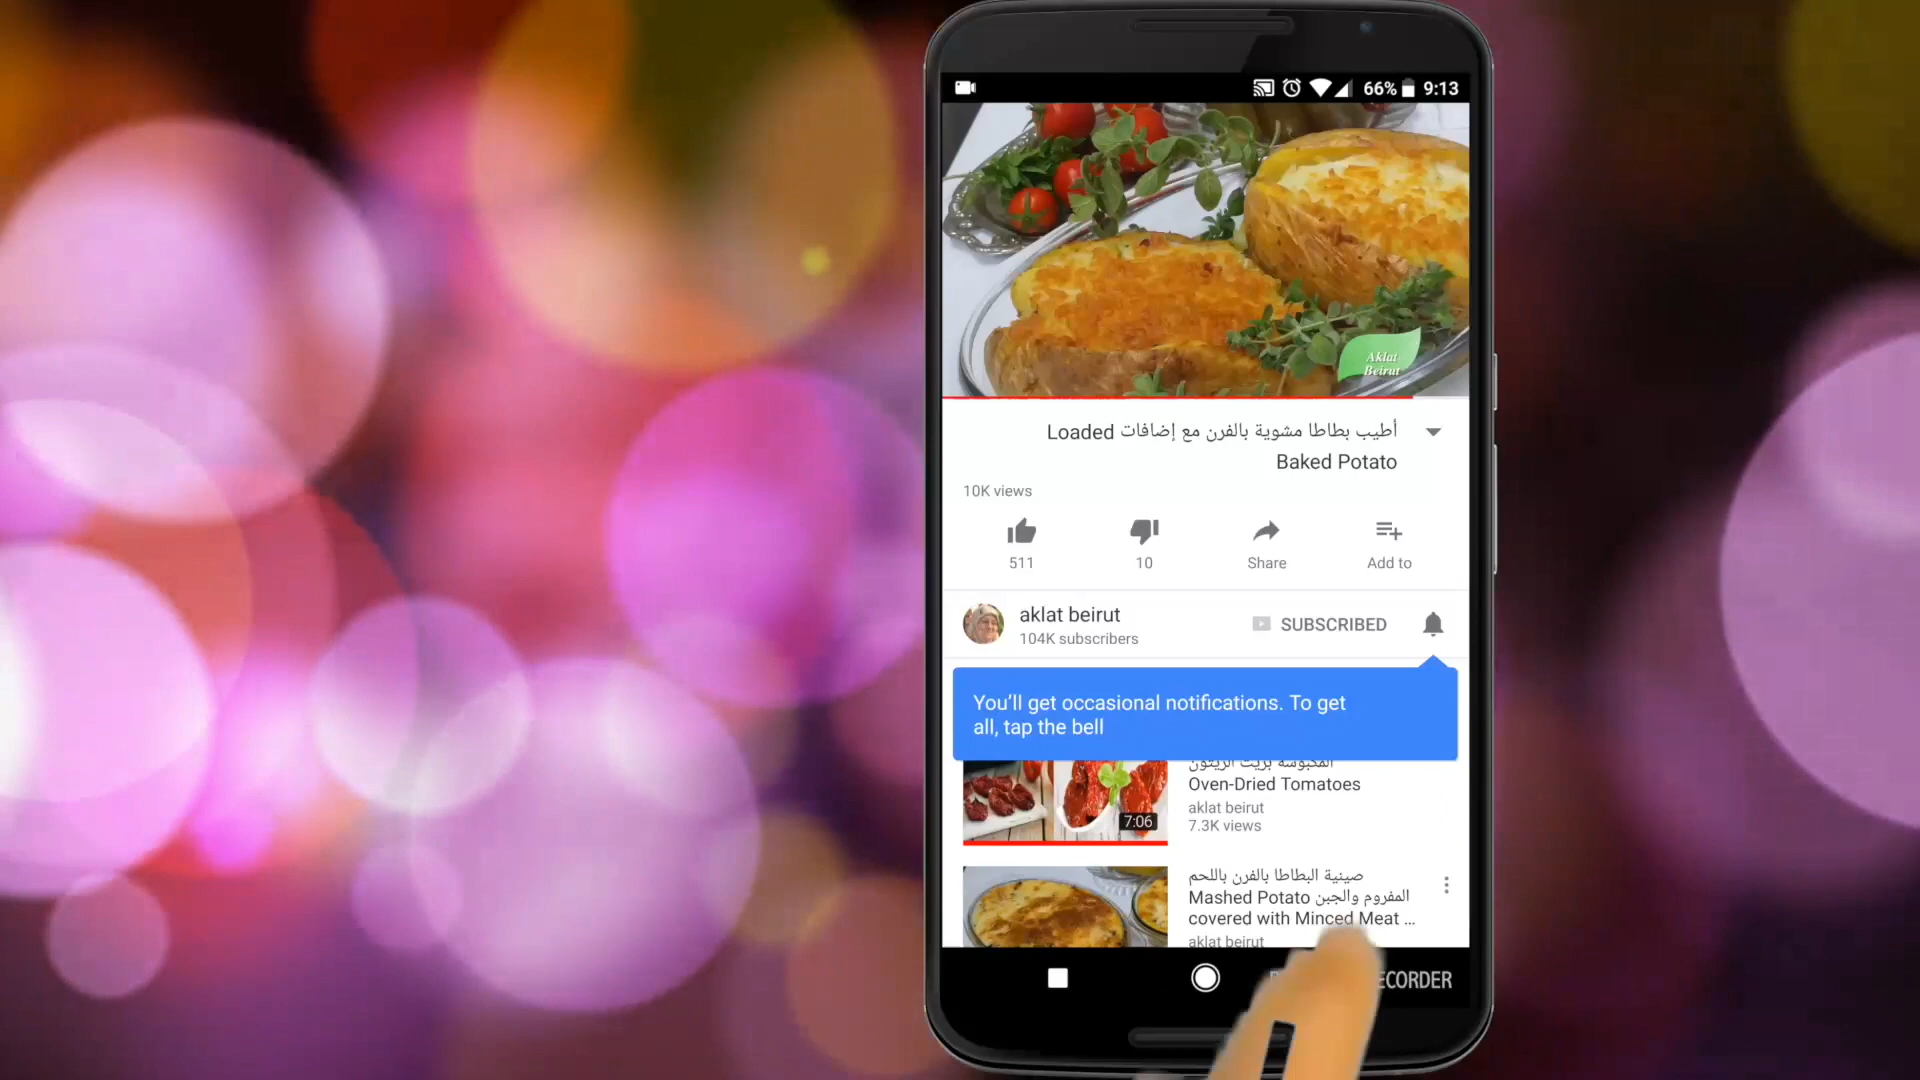 66% 9:13
Aklat
Beirut
أطيب بطاطا مشوية بالفرن مع إضافات Loaded
Baked Potato
10K views
511
10
Share
Add to
aklat beirut
104K subscribers
SUBSCRIBED
You'll get occasional notifications. To get
all, tap the bell
المكبوسة بزيت الزيتون
Oven-Dried Tomatoes
aklat beirut
7.3K views
7:06
صينية البطاطا بالفرن باللحم
المفروم والجبن Mashed Potato
covered with Minced Meat ...
aklat beirut